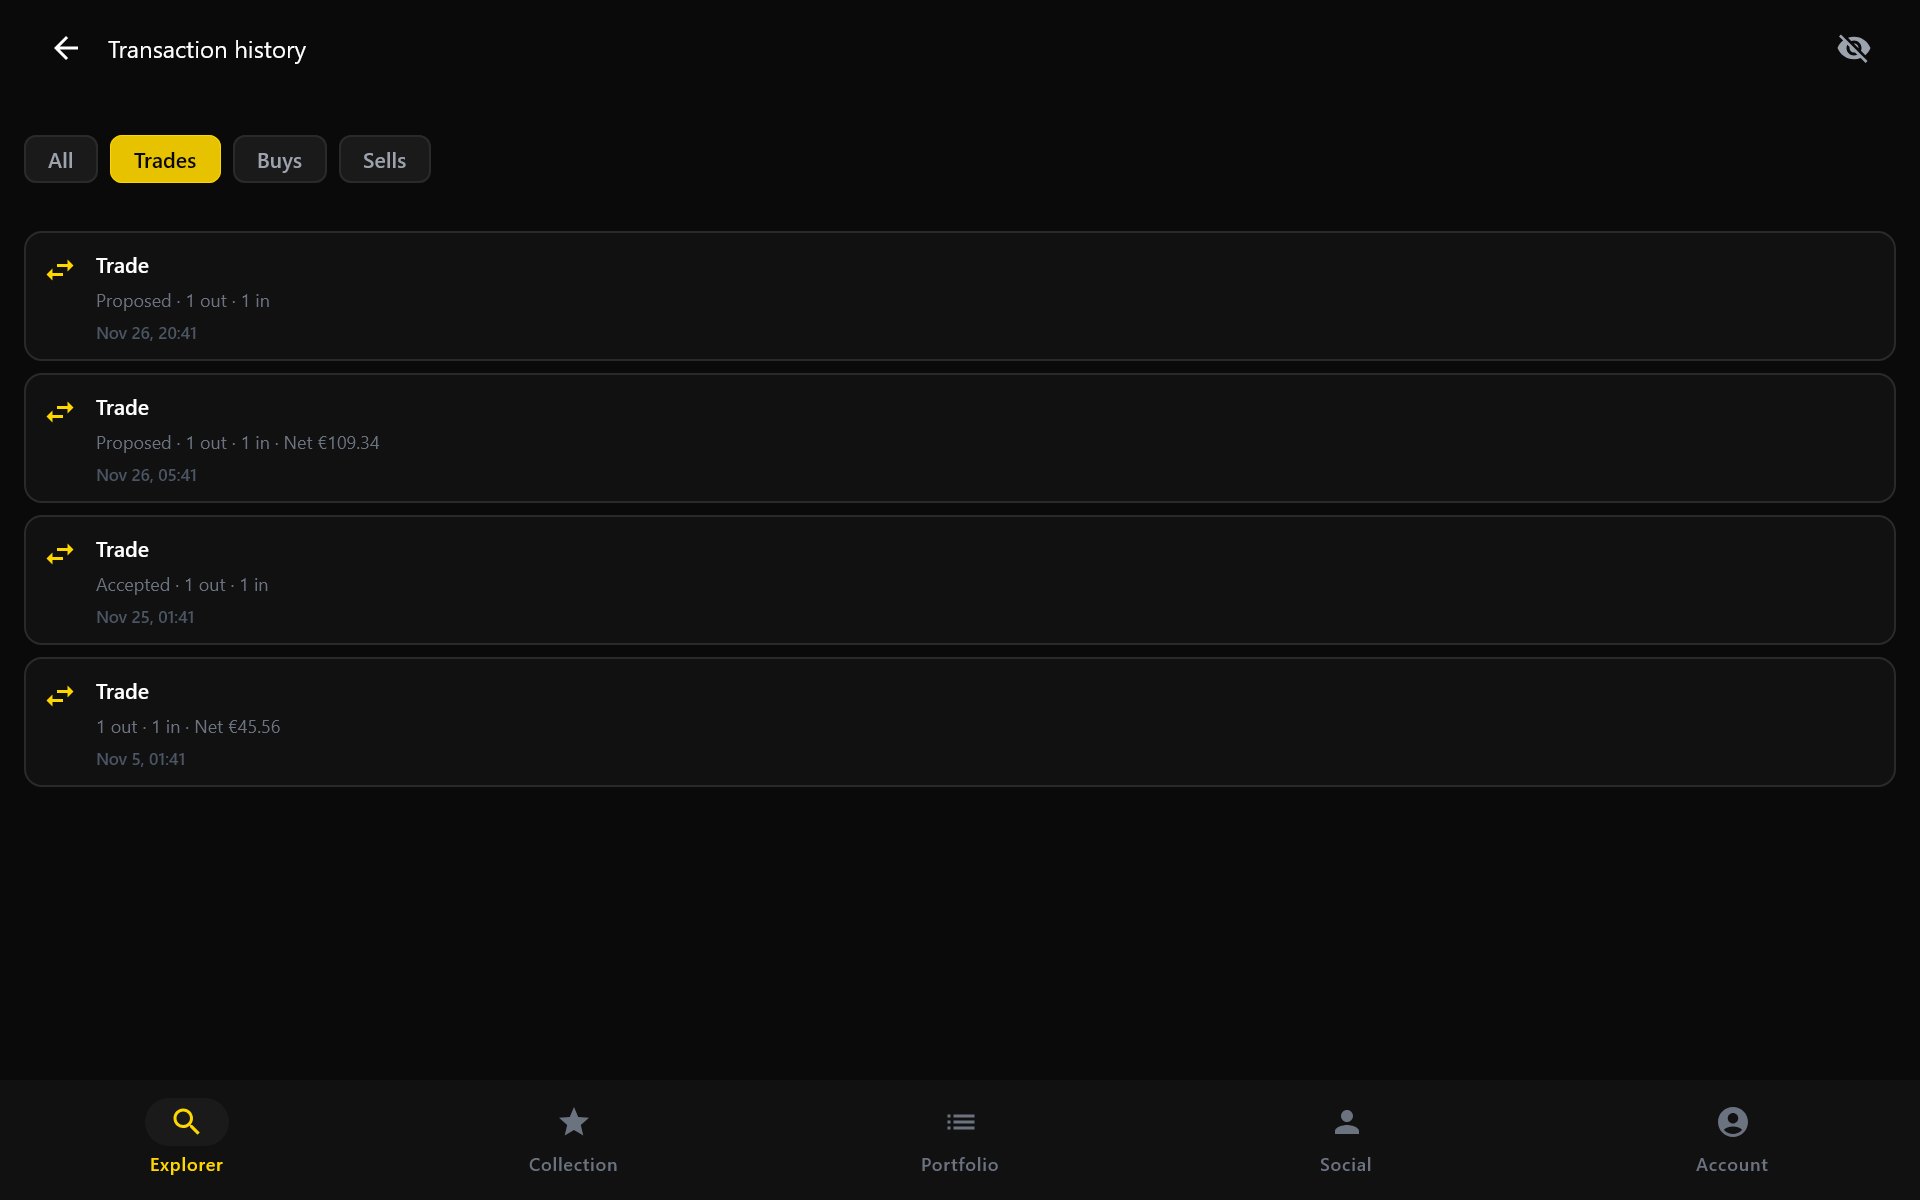 Transaction history
All
Trades
Buys
Sells
Trade
Proposed · 1 out · 1 in
Nov 26, 20:41
Trade
Proposed · 1 out · 1 in · Net €109.34
Nov 26, 05:41
Trade
Accepted · 1 out · 1 in
Nov 25, 01:41
Trade
1 out · 1 in · Net €45.56
Nov 5, 01:41
Explorer
Collection
Portfolio
Social
Account